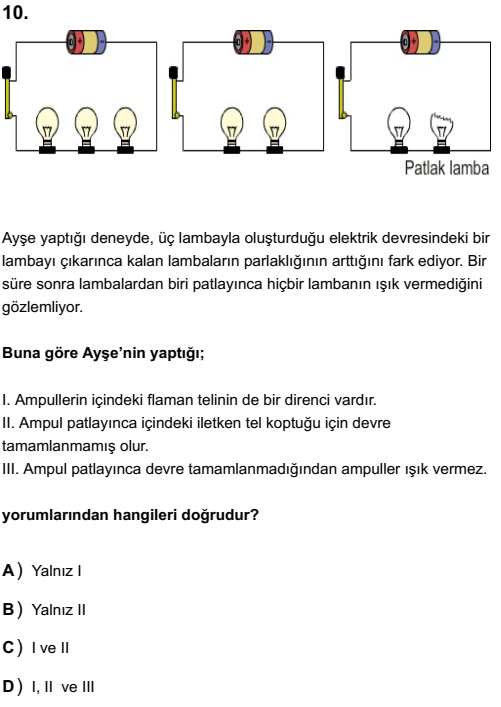 10.
Patlak lamba
Ayşe yaptığı deneyde, üç lambayla oluşturduğu elektrik devresindeki bir
lambayı çıkarınca kalan lambaların parlaklığının arttığını fark ediyor. Bir
süre sonra lambalardan biri patlayınca hiçbir lambanın ışık vermediğini
gözlemliyor.
Buna göre Ayşe’nin yaptığı;
I. Ampullerin içindeki flaman telinin de bir direnci vardır.
II. Ampul patlayınca içindeki iletken tel koptuğu için devre
tamamlanmamış olur.
III. Ampul patlayınca devre tamamlanmadığından ampuller ışık vermez.
yorumlarından hangileri doğrudur?
A) Yalnız I
B) Yalnız II
C) I ve II
D) I, II ve III